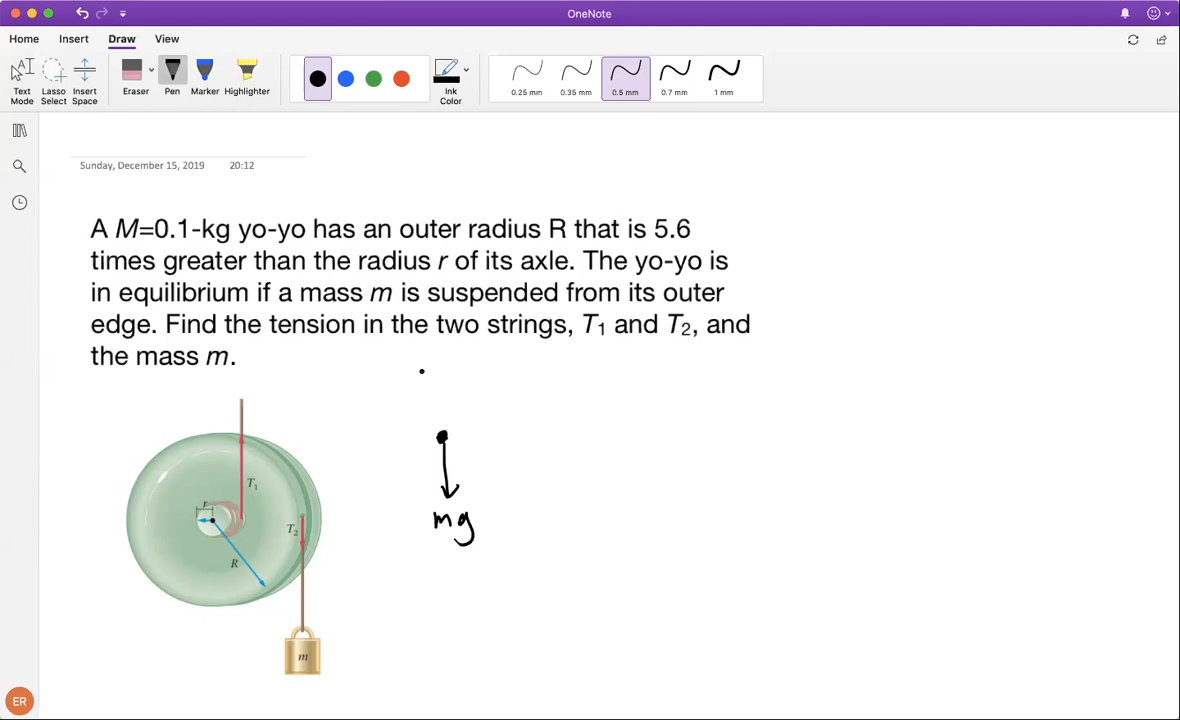 OneNote
Home Insert Draw View
Text Mode
Lasso Select
Insert Space
Eraser
Pen
Marker
Highlighter
Ink Color
0.25 mm
0.35 mm
0.5 mm
0.7 mm
1 mm
Sunday, December 15, 2019 20:12
A M=0.1-kg yo-yo has an outer radius R that is 5.6
times greater than the radius r of its axle. The yo-yo is
in equilibrium if a mass m is suspended from its outer
edge. Find the tension in the two strings, T1 and T2, and
the mass m.
T1
r
T2
R
m
mg
ER